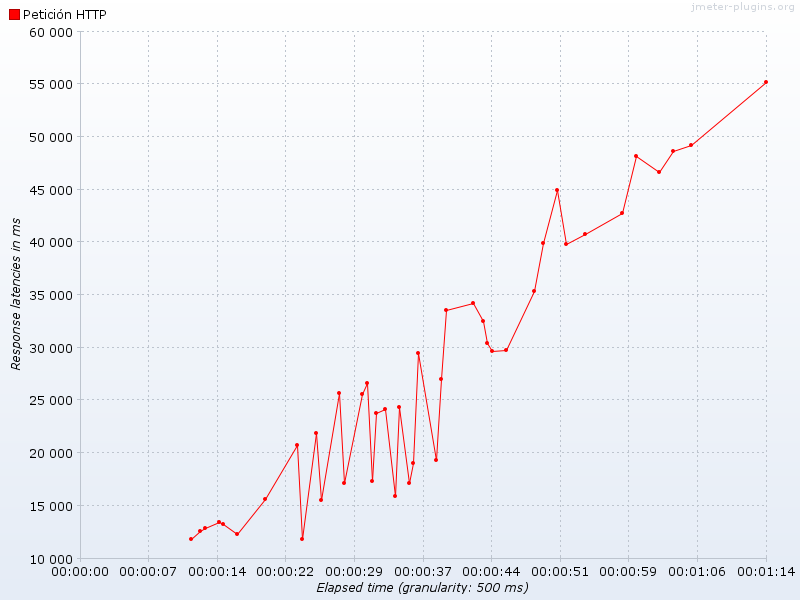 jmeter-plugins.org
Petición HTTP
60 000
55 000
50 000
45 000
40 000
35 000
30 000
25 000
20 000
15 000
10 000
Response latencies in ms
00:00:00 00:00:07 00:00:14 00:00:22 00:00:29 00:00:37 00:00:44 00:00:51 00:00:59 00:01:06 00:01:14
Elapsed time (granularity: 500 ms)